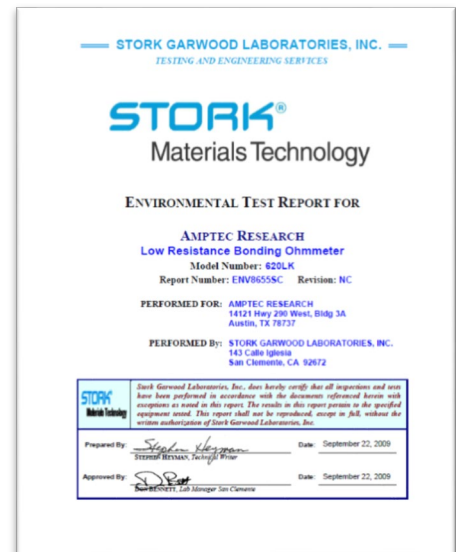 STORK GARWOOD LABORATORIES, INC.
TESTING AND ENGINEERING SERVICES
STORK®
Materials Technology
ENVIRONMENTAL TEST REPORT FOR
AMPTEC RESEARCH
Low Resistance Bonding Ohmmeter
Model Number: 620LK
Report Number: ENV8655SC Revision: NC
PERFORMED FOR: AMPTEC RESEARCH
14121 Hwy 290 West, Bldg 3A
Austin, TX 78737
PERFORMED By: STORK GARWOOD LABORATORIES, INC.
143 Calle Iglesia
San Clemente, CA 92672
STORK
Materials Technology
Stork Garwood Laboratories, Inc., does hereby certify that all inspections and tests
have been performed in accordance with the documents referenced herein with
exceptions as noted in this report. The results in this report pertain to the specified
equipment tested. This report shall not be reproduced, except in full, without the
written authorization of Stork Garwood Laboratories, Inc.
Prepared By: Stephen Heyman Date: September 22, 2009
STEPHEN HEYMAN, Technical Writer
Approved By: Date: September 22, 2009
DON BENNETT, Lab Manager San Clemente